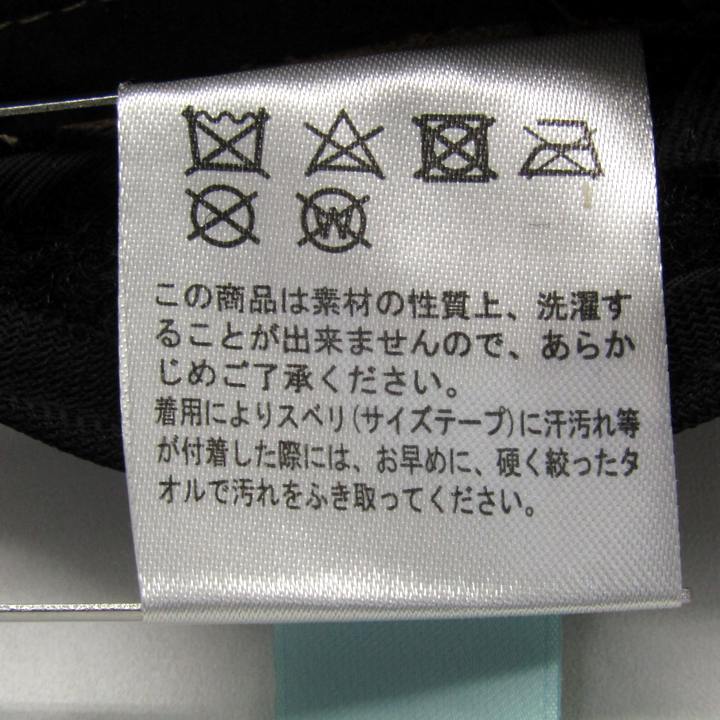 W
この商品は素材の性質上、洗濯す
ることが出来ませんので、あらか
じめご了承ください。
着用によりスベリ(サイズテープ)に汗汚れ等
が付着した際には、お早めに、硬く絞ったタ
オルで汚れをふき取ってください。